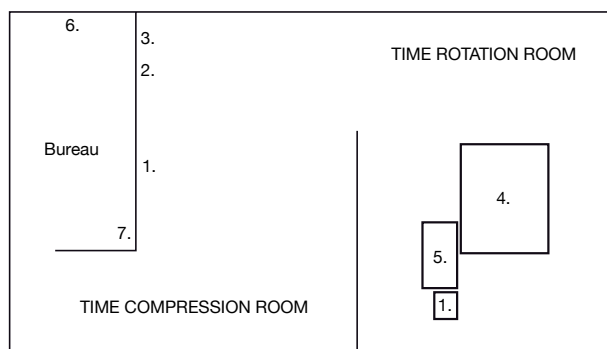 6.
3.
TIME ROTATION ROOM
2.
Bureau
1.
4.
7.
5.
1.
TIME COMPRESSION ROOM